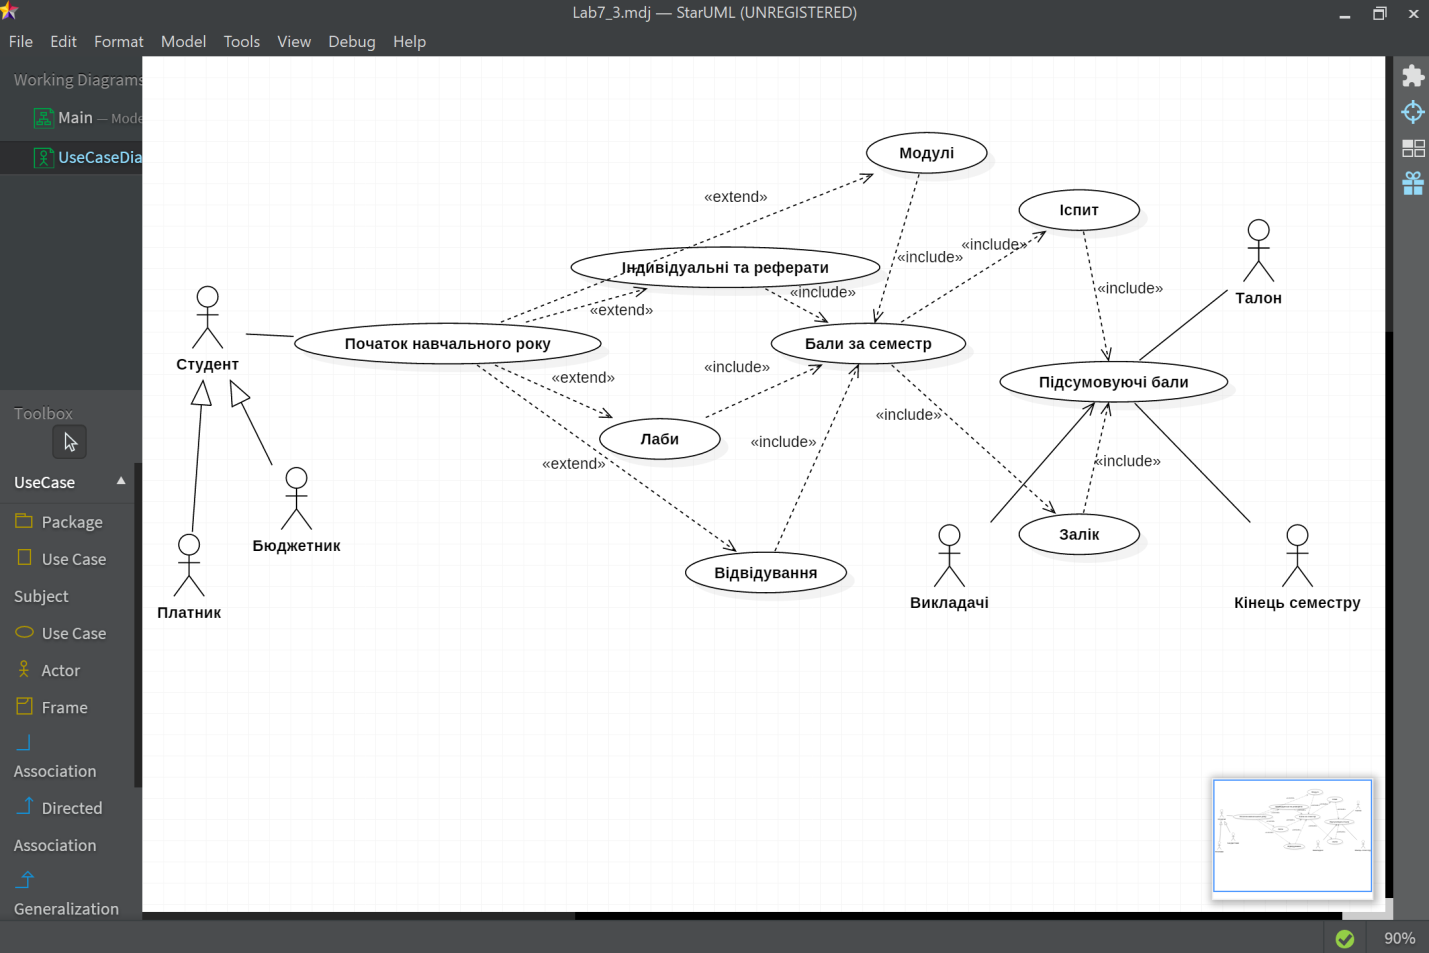 Lab7_3.mdj — StarUML (UNREGISTERED)
File Edit Format Model Tools View Debug Help
Working Diagrams
Main — Mode
UseCaseDia
Toolbox
UseCase
Package
Use Case
Subject
Use Case
Actor
Frame
Association
Directed
Association
Generalization
Модулі
«extend»
Іспит
«include»
«include»
Індивідуальні та реферати
«include»
«include»
Талон
«extend»
Початок навчального року
Бали за семестр
Студент
«extend»
«include»
Підсумовуючі бали
«include»
Лаби
«include»
«extend»
«include»
Бюджетник
Залік
Відвідування
Платник
Викладачі
Кінець семестру
90%